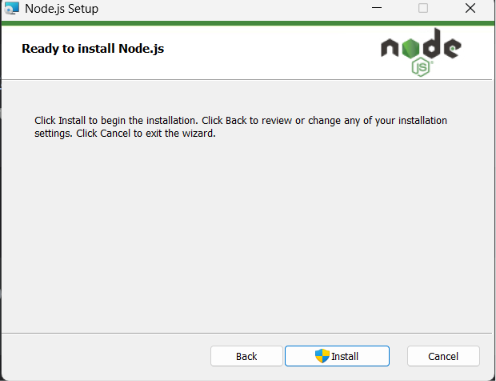 Node.js Setup
Ready to install Node.js
node
JS
Click Install to begin the installation. Click Back to review or change any of your installation
settings. Click Cancel to exit the wizard.
Back
Install
Cancel